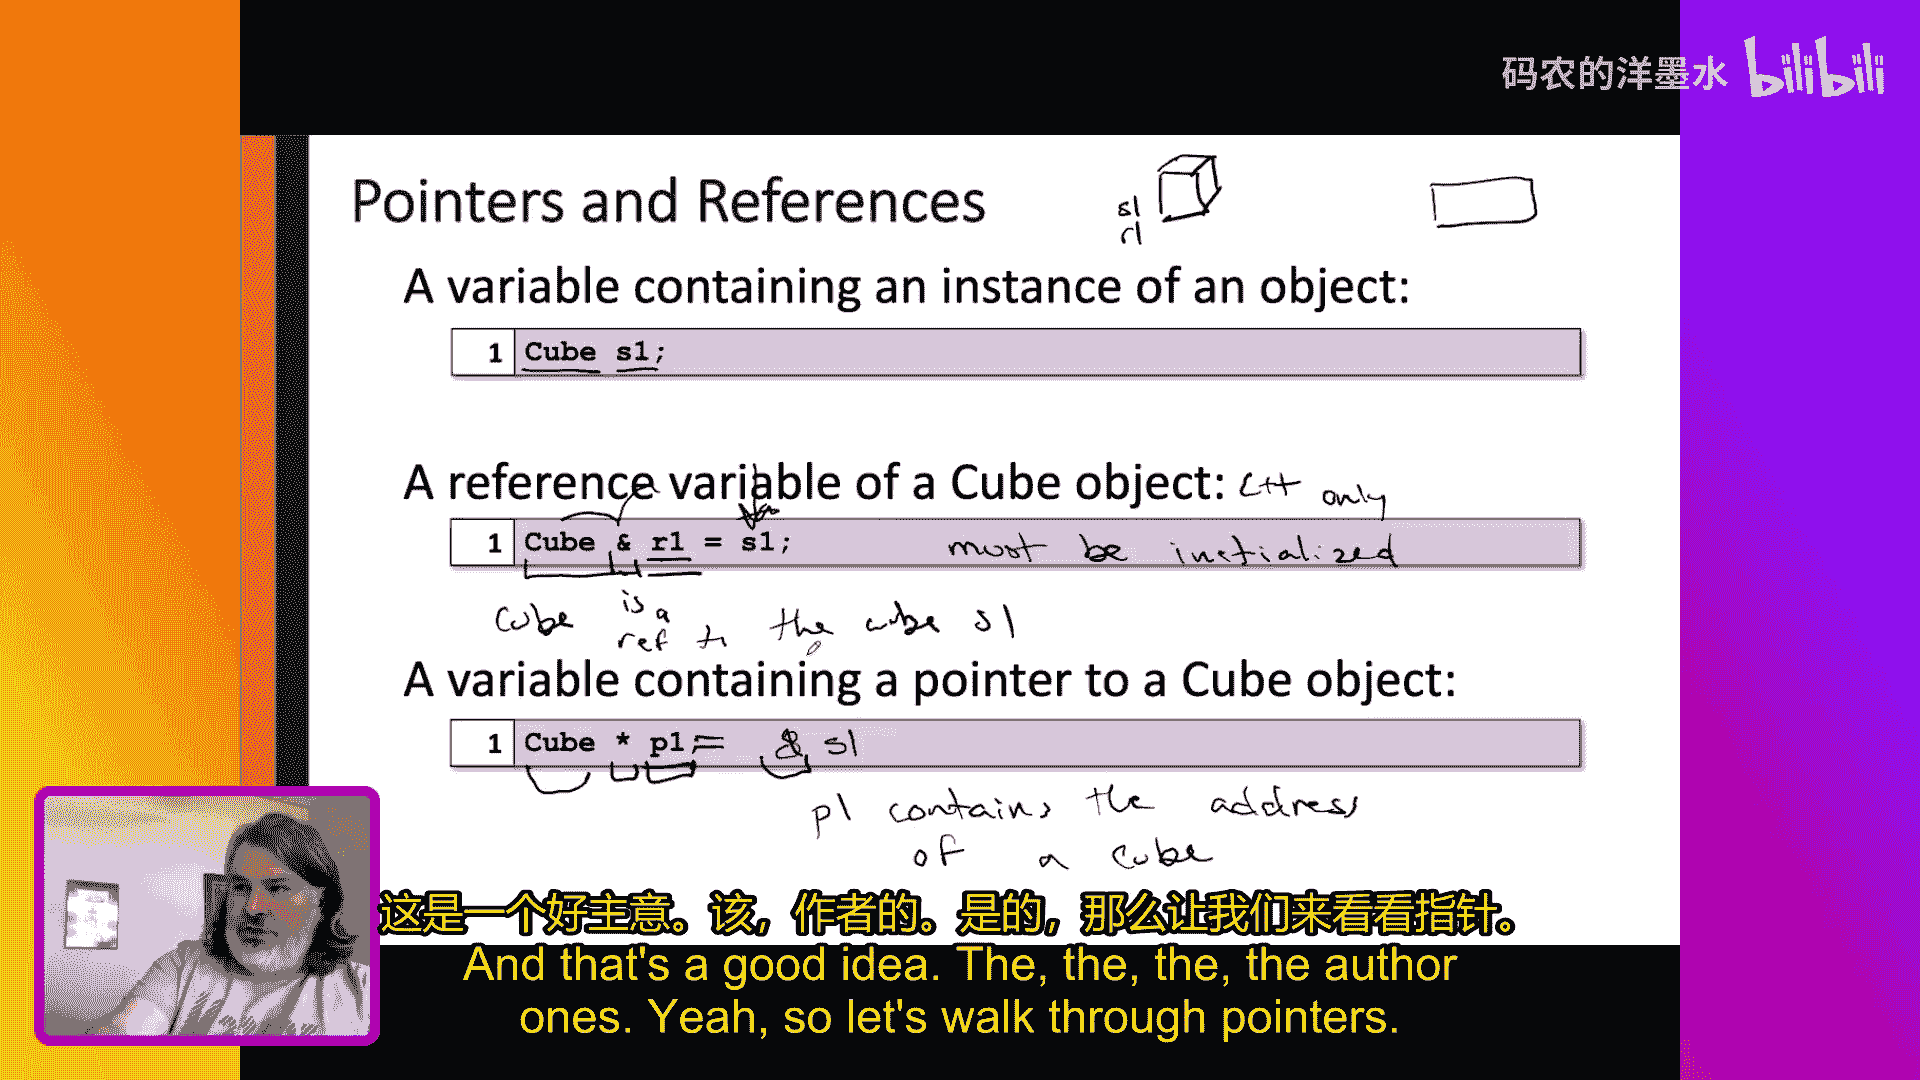 码农的洋墨水 bilibili
Pointers and References
s1
r1
A variable containing an instance of an object:
1 Cube s1;
A reference variable of a Cube object: C++ only
1 Cube & r1 = s1; must be initialized
Cube is a ref to the cube s1
A variable containing a pointer to a Cube object:
1 Cube * p1 = & s1
p1 contains the address
of a cube
这是一个好主意。该，作者的。是的，那么让我们来看看指针。
And that's a good idea. The, the, the, the author
ones. Yeah, so let's walk through pointers.